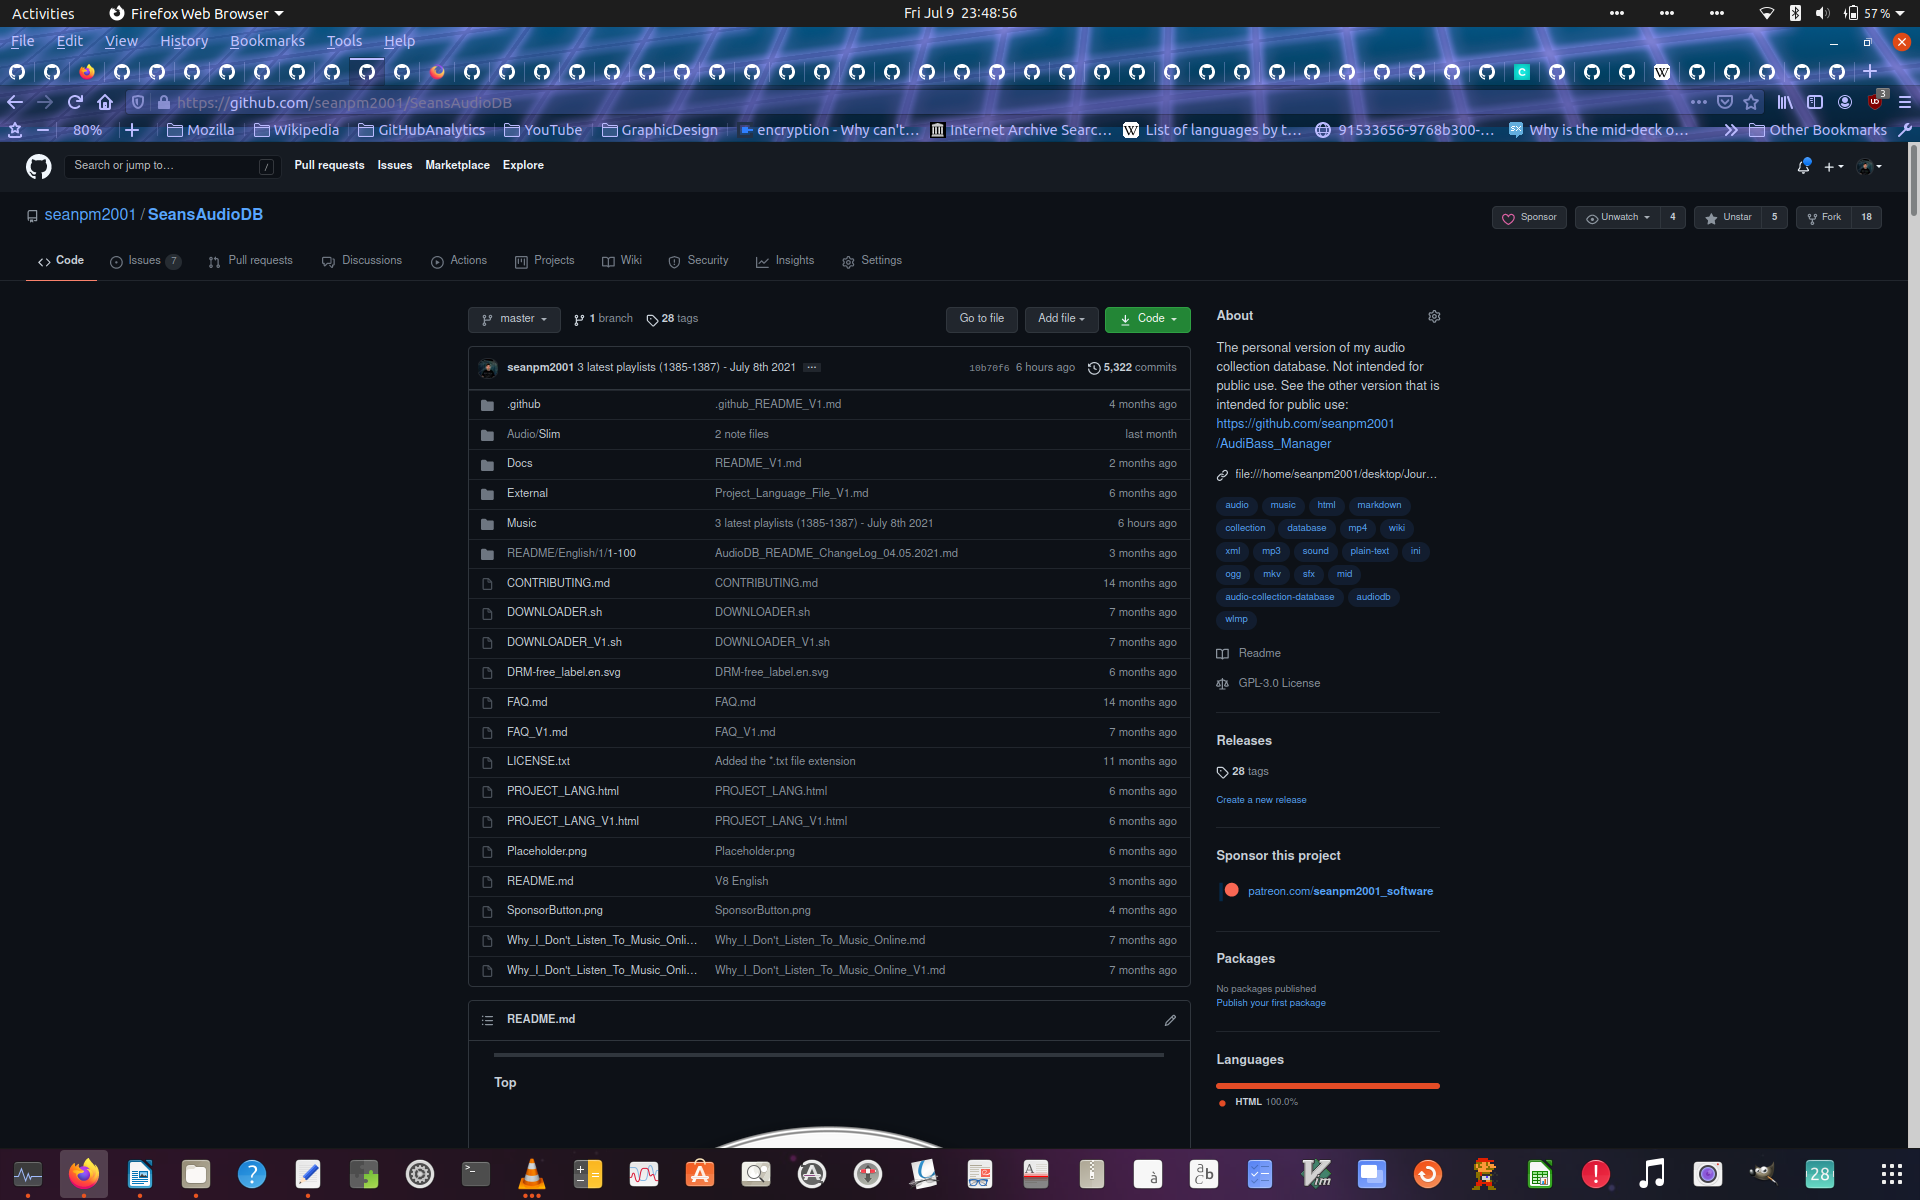 Activities Firefox Web Browser Fri Jul 9 23:48:56 57 %
File Edit View History Bookmarks Tools Help
https://github.com/seanpm2001/SeansAudioDB
3
80% Mozilla Wikipedia GitHubAnalytics YouTube GraphicDesign encryption - Why can't… Internet Archive Searc… List of languages by t… 91533656-9768b300-… Why is the mid-deck o… Other Bookmarks
Search or jump to… / Pull requests Issues Marketplace Explore
seanpm2001 / SeansAudioDB
Sponsor Unwatch 4 Unstar 5 Fork 18
Code Issues 7 Pull requests Discussions Actions Projects Wiki Security Insights Settings
master 1 branch 28 tags Go to file Add file Code
seanpm2001 3 latest playlists (1385-1387) - July 8th 2021 ... 10b70f6 6 hours ago 5,322 commits
.github .github_README_V1.md 4 months ago
Audio/Slim 2 note files last month
Docs README_V1.md 2 months ago
External Project_Language_File_V1.md 6 months ago
Music 3 latest playlists (1385-1387) - July 8th 2021 6 hours ago
README/English/1/1-100 AudioDB_README_ChangeLog_04.05.2021.md 3 months ago
CONTRIBUTING.md CONTRIBUTING.md 14 months ago
DOWNLOADER.sh DOWNLOADER.sh 7 months ago
DOWNLOADER_V1.sh DOWNLOADER_V1.sh 7 months ago
DRM-free_label.en.svg DRM-free_label.en.svg 6 months ago
FAQ.md FAQ.md 14 months ago
FAQ_V1.md FAQ_V1.md 7 months ago
LICENSE.txt Added the *.txt file extension 11 months ago
PROJECT_LANG.html PROJECT_LANG.html 6 months ago
PROJECT_LANG_V1.html PROJECT_LANG_V1.html 6 months ago
Placeholder.png Placeholder.png 6 months ago
README.md V8 English 3 months ago
SponsorButton.png SponsorButton.png 4 months ago
Why_I_Don't_Listen_To_Music_Onli… Why_I_Don't_Listen_To_Music_Online.md 7 months ago
Why_I_Don't_Listen_To_Music_Onli… Why_I_Don't_Listen_To_Music_Online_V1.md 7 months ago
README.md
Top
About
The personal version of my audio
collection database. Not intended for
public use. See the other version that is
intended for public use:
https://github.com/seanpm2001
/AudiBass_Manager
file:///home/seanpm2001/desktop/Jour…
audio music html markdown
collection database mp4 wiki
xml mp3 sound plain-text ini
ogg mkv sfx mid
audio-collection-database audiodb
wlmp
Readme
GPL-3.0 License
Releases
28 tags
Create a new release
Sponsor this project
patreon.com/seanpm2001_software
Packages
No packages published
Publish your first package
Languages
HTML 100.0%
28